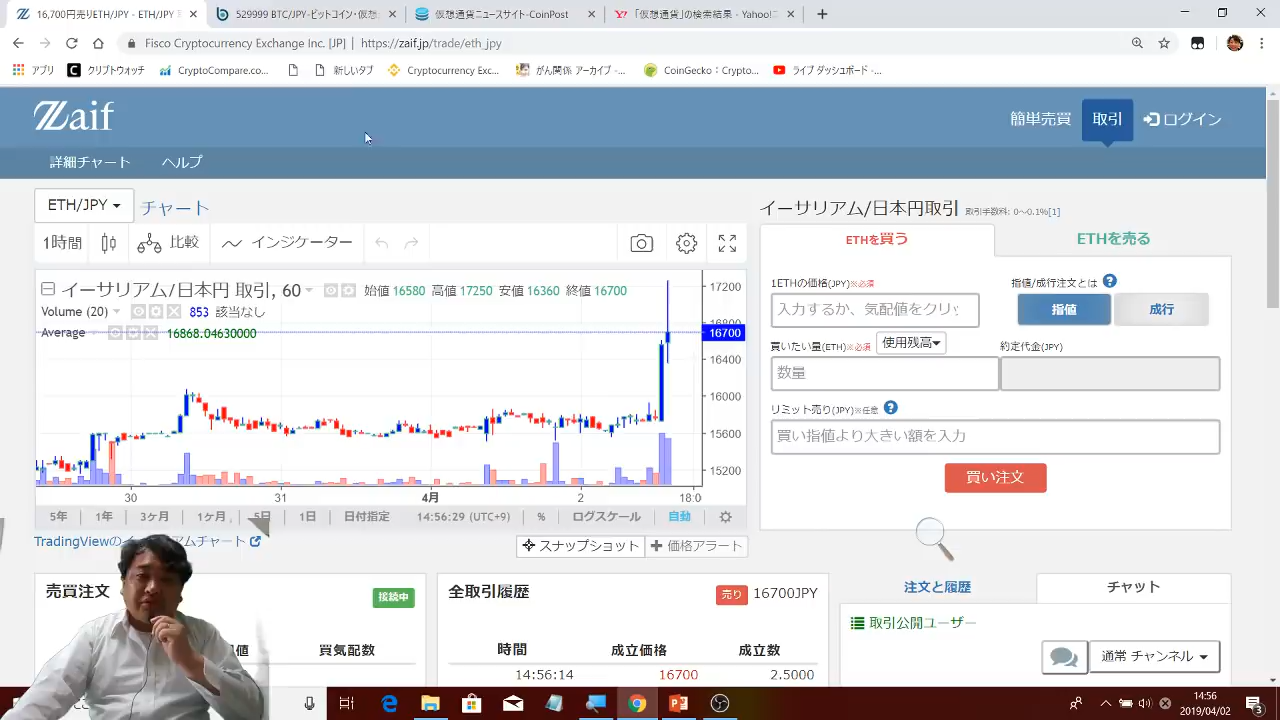 16,700円売り - ETH/JPY - ETH/JPY E
529999 BTC/JPY-ビットコイン・仮想
仮想通貨ニュースサイト-CoinPost
「仮想通貨」の検索結果 - Yahoo!ニ
Fisco Cryptocurrency Exchange Inc. [JP] | https://zaif.jp/trade/eth_jpy
アプリ
クリプトウォッチ
CryptoCompare.co...
新しいタブ
Cryptocurrency Exc...
がん関係 アーカイブ - ...
CoinGecko : Crypto...
ライブ ダッシュボード - ...
Zaif
簡単売買
取引
ログイン
詳細チャート
ヘルプ
ETH/JPY
チャート
1時間
比較
インジケーター
イーサリアム/日本円 取引, 60
始値 16580 高値 17250 安値 16360 終値 16700
Volume (20)
853 該当なし
Average
16868.04630000
17200
16700
16400
16000
15600
15200
30
31
4月
2
18:0
5年
1年
3ヶ月
1ヶ月
5日
1日
日付指定
14:56:29 (UTC+9)
%
ログスケール
自動
スナップショット
価格アラート
イーサリアム/日本円取引 取引手数料: 0～0.1%[1]
ETHを買う
ETHを売る
1ETHの価格(JPY)※必須
指値/成行注文とは
入力するか、気配値をクリッ
指値
成行
買いたい量(ETH)※必須
使用残高
約定代金(JPY)
数量
リミット売り(JPY)※任意
買い指値より大きい額を入力
買い注文
売買注文
接続中
買気配数
全取引履歴
売り
16700JPY
時間
成立価格
成立数
14:56:14
16700
2.5000
注文と履歴
チャット
取引公開ユーザー
通常 チャンネル
14:56
2019/04/02